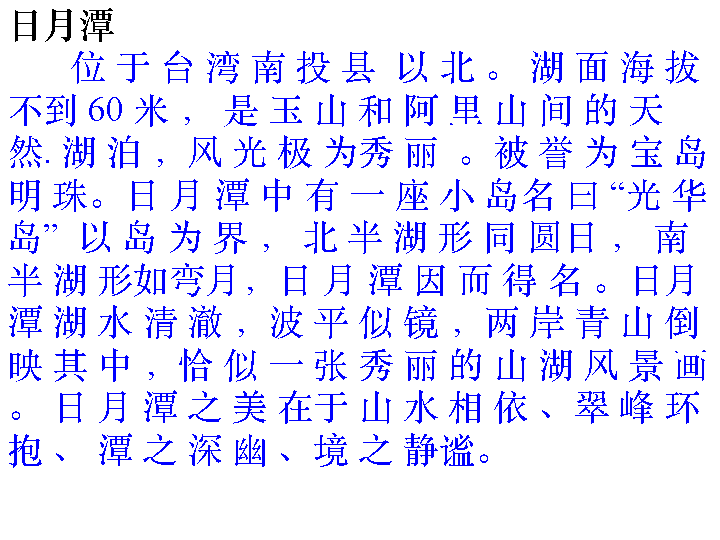 日月潭
位于台湾南投县 以北。湖面海拔
不到 60 米， 是玉山和阿里山间的天
然. 湖泊，风光极为秀丽 。被誉为宝岛
明珠。日月潭中有一座小岛名曰 “光华
岛” 以岛为界， 北半湖形同圆日， 南
半湖形如弯月, 日月潭因而得名。日月
潭湖水清澈，波平似镜，两岸青山倒
映其中，恰似一张秀丽的山湖风景画
。日月潭之美在于山水相依、翠峰环
抱、 潭之深幽、境之静谧。